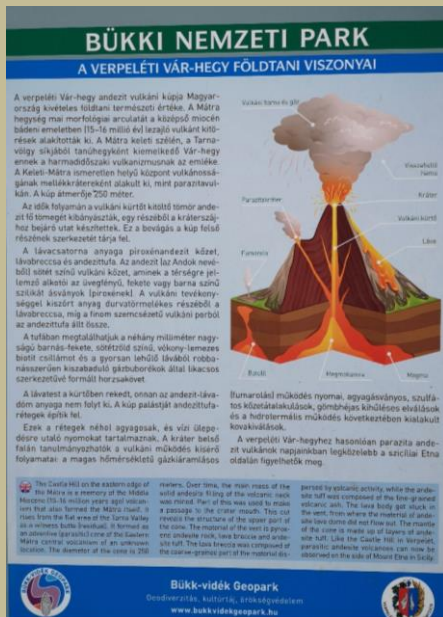 BÜKKI NEMZETI PARK
A VERPELÉTI VÁR-HEGY FÖLDTANI VISZONYAI
A verpeléti Vár-hegy andezit vulkáni kúpja Magyar-
ország kivételes földtani természeti értéke. A Mátra
hegység mai morfológiai arculatát a középső miocén
bádeni emeletben (15-16 millió év) lezajló vulkánt kitö-
rések alakították ki. A Mátra keleti szélén, a Tarna-
völgy síkjából tanúhegyként kiemelkedő Vár-hegy
ennek a harmadidőszaki vulkanizmusnak az emléke.
A Keleti-Mátra ismeretlen helyű központ vulkánossá-
gának mellékkrátereként alakult ki, mint parazitavul-
kán. A kúp átmérője 250 méter.
Az idők folyamán a vulkáni kürtőt kitöltő tömör andez-
it fő tömegét kibányászták, egy részéből a kráterszáj-
hoz bejáró utat készítettek. Ez a bevágás a kúp felső
részének szerkezetét tárja fel.
A lávacsatorna anyaga piroxénandezit kőzet,
lávabreccsa és andezittufa. Az andezit (az Andok nevé-
ből) sötét színű vulkáni kőzet, aminek a térségre jel-
lemző alkotói az üvegfényű, fekete vagy barna színű
szilikát ásványok (piroxének). A vulkáni tevékeny-
séggel kiszórt anyag durvatörmelékes részéből a
lávabreccsa, míg a finom szemcsézetű vulkáni porból
az andezittufa állt össze.
A tufában megtalálhatjuk a néhány milliméter nagy-
ságú barnás-fekete, sötétzöld színű, vékony-lemezes
biotit csillámot és a gyorsan lehűlő lávából robba-
násszerűen kiszabaduló gázbuborékok által likacsos
szerkezetűvé formált horzsakövet.
A lávatest a kürtőben rekedt, onnan az andezit-láva-
dóm anyaga nem folyt ki. A kúp palástját andezittufa-
rétegek építik fel.
Ezek a rétegek néhol agyagosak, és vízi ülepe-
désre utaló nyomokat tartalmaznak. A kráter belső
falán tanulmányozhatók a vulkáni működés kísérő
folyamatai: a magas hőmérsékletű gázkiáramlásos
Vulkáni hamu és gáz
Visszahulló
hamu
Parazitakráter
Kráter
Vulkáni kürtő
Láva
Fumarola
Bazalt
Magmakamra
Magma
(fumarolás) működés nyomai, agyagásványos, szulfá-
tos kőzetátalakulások, gömbhéjas kihűléses elválások
és a hidrotermális működés következtében kialakult
kovakiválások.
A verpeléti Vár-hegyhez hasonlóan parazita andez-
it vulkánok napjainkban legközelebb a szicíliai Etna
oldalán figyelhetők meg.
The Castle Hill on the eastern edge of
the Mátra is a memory of the Middle
Miocene (15-16 million years ago) volcan-
ism that also formed the Mátra itself. It
rises from the flat area of the Tarna Valley
as a witness butte (residual). It formed as
an adventive (parasitic) cone of the Eastern
Mátra central volcanism of an unknown
location. The diameter of the cone is 250
meters. Over time, the main mass of the
solid andesite filling of the volcanic neck
was mined. Part of this was used to make
a passage to the crater mouth. This cut
reveals the structure of the upper part of
the cone. The material of the vent is pyrox-
ene andesite rock, lava breccia and andes-
ite tuff. The lava breccia was composed of
the coarse-grained part of the material dis-
persed by volcanic activity, while the ande-
site tuff was composed of the fine-grained
volcanic ash. The lava body got stuck in
the vent, from where the material of ande-
site lava dome did not flow out. The mantle
of the cone is made up of layers of ande-
site tuff. Like the Castle Hill in Verpelét,
parasitic andesite volcanoes can now be
observed on the side of Mount Etna in Sicily.
Bükk-vidék Geopark
Geodiverzitás, kultúrtáj, örökségvédelem
www.bukkvidekgeopark.hu